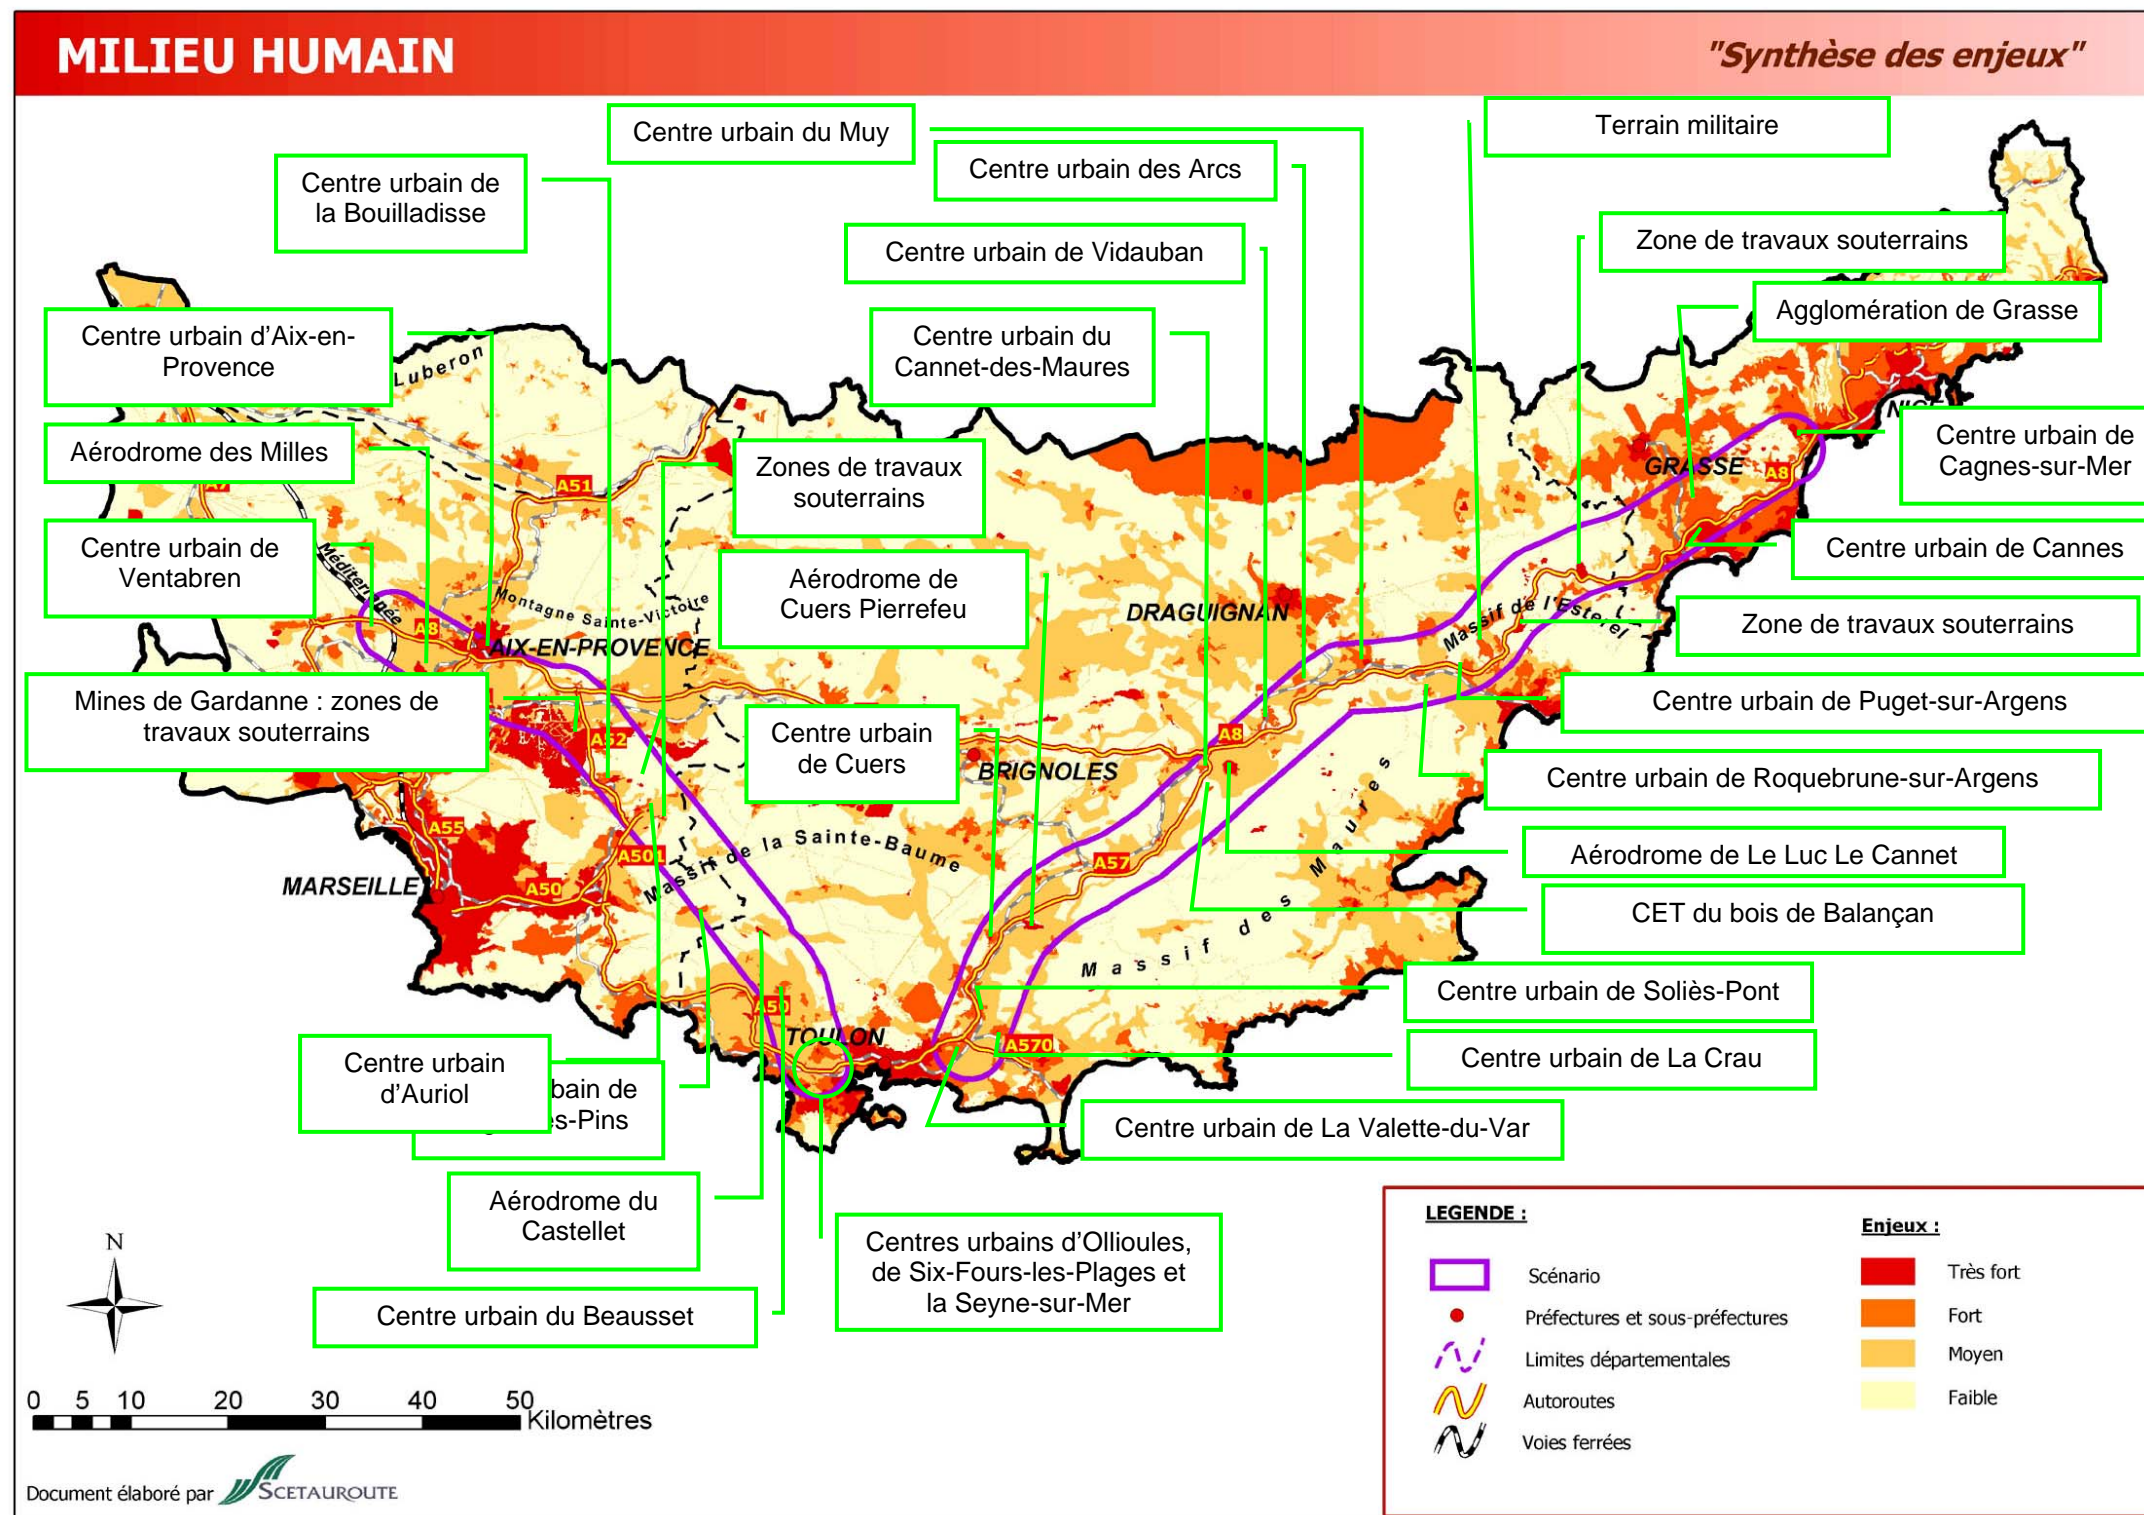 MILIEU HUMAIN
"Synthèse des enjeux"
Centre urbain du Muy
Terrain militaire
Centre urbain de
la Bouilladisse
Centre urbain des Arcs
Centre urbain de Vidauban
Zone de travaux souterrains
Agglomération de Grasse
Centre urbain d'Aix-en-
Provence
Luberon
Centre urbain du
Cannet-des-Maures
NICE
Centre urbain de
Cagnes-sur-Mer
Aérodrome des Milles
Zones de travaux
souterrains
GRASSE
A8
A7
A51
Centre urbain de
Ventabren
Méditerranée
Centre urbain de Cannes
Aérodrome de
Cuers Pierrefeu
Montagne Sainte-Victoire
DRAGUIGNAN
Massif de l'Esterel
Zone de travaux souterrains
A8
AIX-EN-PROVENCE
Mines de Gardanne : zones de
travaux souterrains
Centre urbain de Puget-sur-Argens
A52
Centre urbain
de Cuers
A8
BRIGNOLES
Centre urbain de Roquebrune-sur-Argens
A55
A501
Massif de la Sainte-Baume
A57
Massif des Maures
Aérodrome de Le Luc Le Cannet
MARSEILLE
A50
CET du bois de Balançan
Centre urbain de Soliès-Pont
A50
TOULON
A570
Centre urbain de La Crau
Centre urbain
d'Auriol
bain de
es-Pins
Centre urbain de La Valette-du-Var
Aérodrome du
Castellet
Centres urbains d'Ollioules,
de Six-Fours-les-Plages et
la Seyne-sur-Mer
Centre urbain du Beausset
N
0 5 10 20 30 40 50
Kilomètres
Document élaboré par SCETAUROUTE
LEGENDE :
Scénario
Préfectures et sous-préfectures
Limites départementales
Autoroutes
Voies ferrées
Enjeux :
Très fort
Fort
Moyen
Faible